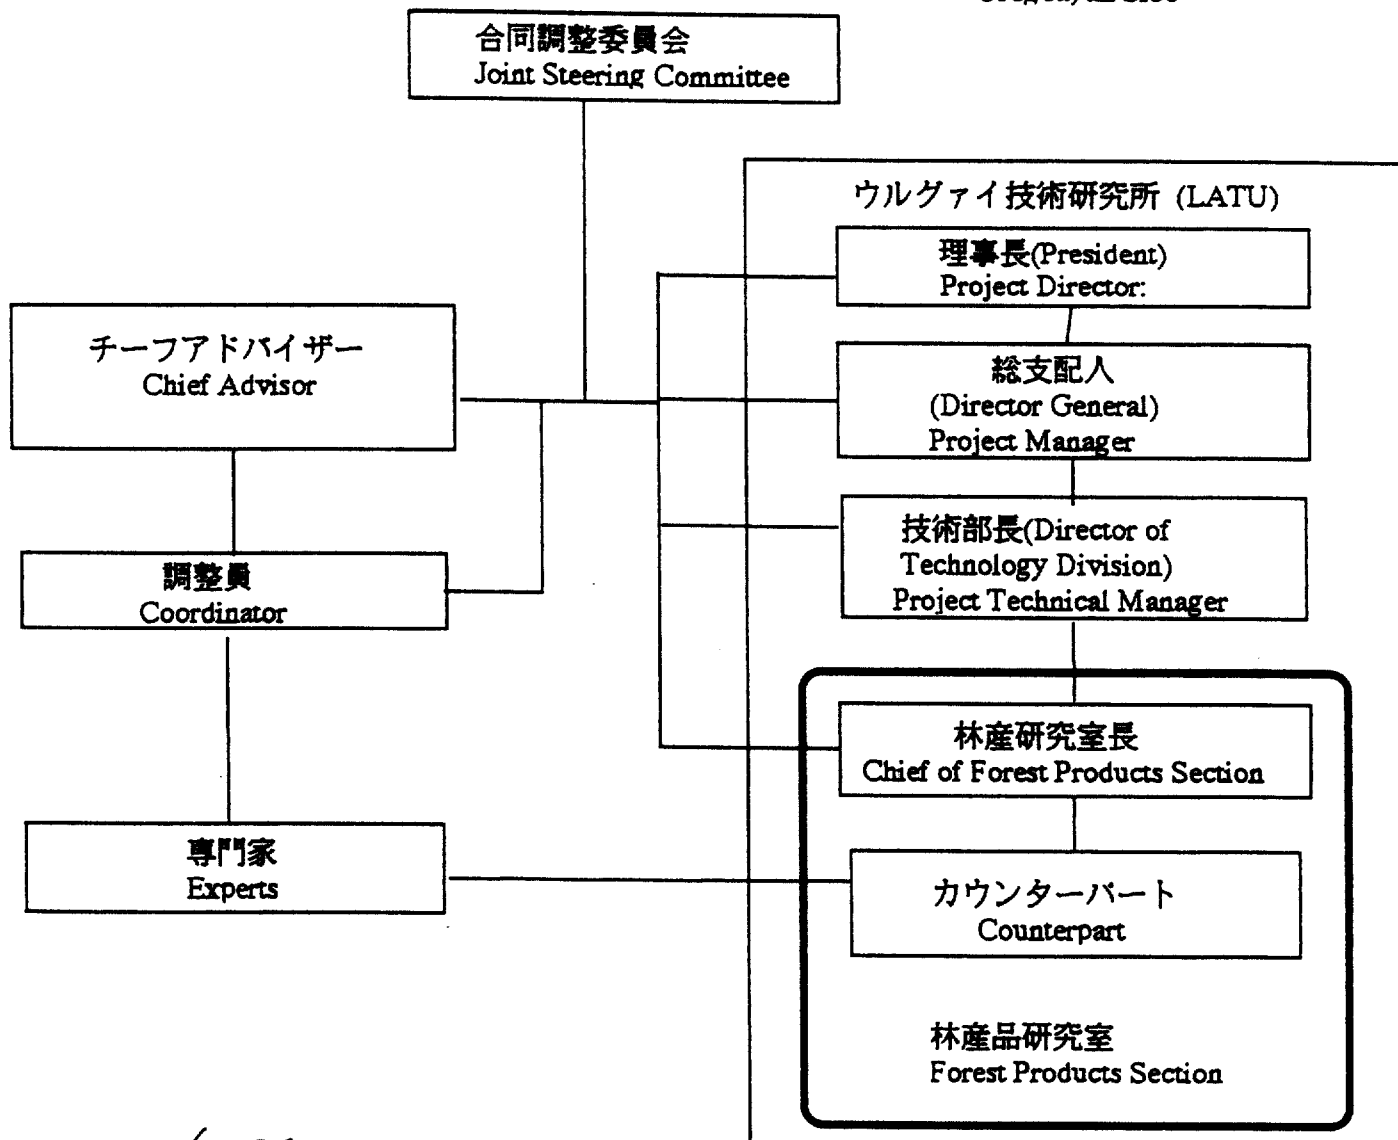 合同調整委員会
Joint Steering Committee
ウルグァイ技術研究所 (LATU)
理事長(President)
Project Director:
チーフアドバイザー
Chief Advisor
総支配人
(Director General)
Project Manager
技術部長(Director of
Technology Division)
Project Technical Manager
調整員
Coordinator
林産研究室長
Chief of Forest Products Section
専門家
Experts
カウンターパート
Counterpart
林産品研究室
Forest Products Section